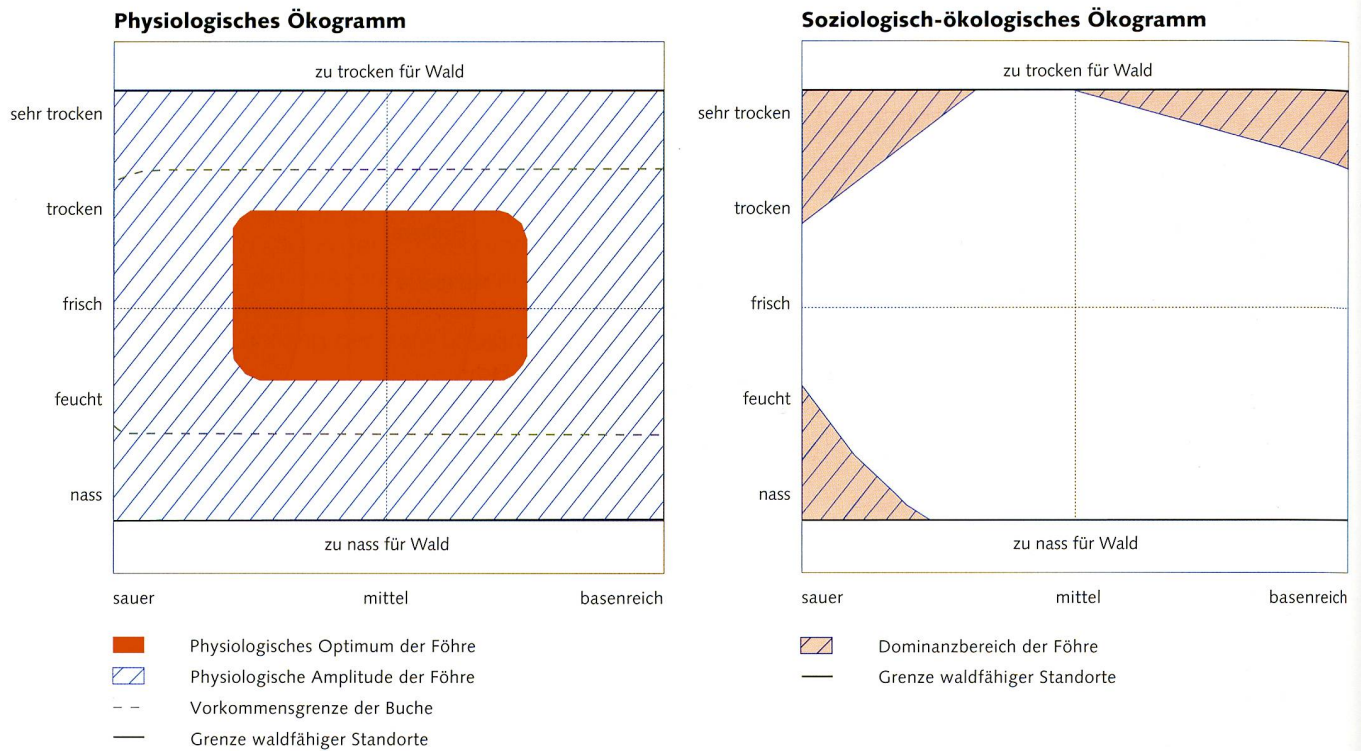 Physiologisches Ökogramm
zu trocken für Wald
sehr trocken
trocken
frisch
feucht
nass
zu nass für Wald
sauer mittel basenreich
Physiologisches Optimum der Föhre
Physiologische Amplitude der Föhre
Vorkommensgrenze der Buche
Grenze waldfähiger Standorte
Soziologisch-ökologisches Ökogramm
zu trocken für Wald
sehr trocken
trocken
frisch
feucht
nass
zu nass für Wald
sauer mittel basenreich
Dominanzbereich der Föhre
Grenze waldfähiger Standorte